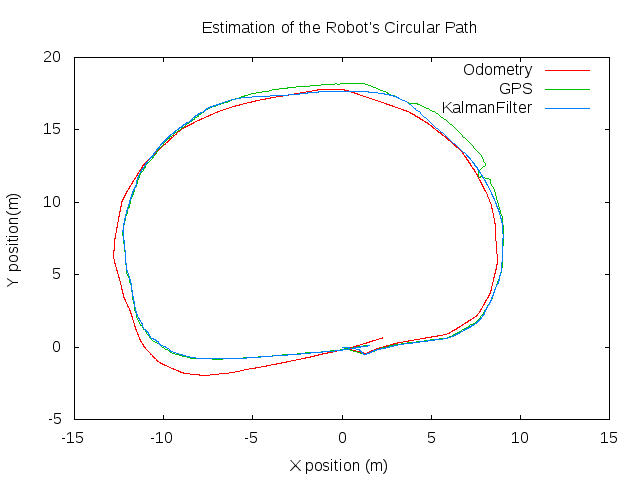 Estimation of the Robot's Circular Path
20
15
10
5
0
-5
-15
-10
-5
0
5
10
15
Y position(m)
X position (m)
Odometry
GPS
KalmanFilter